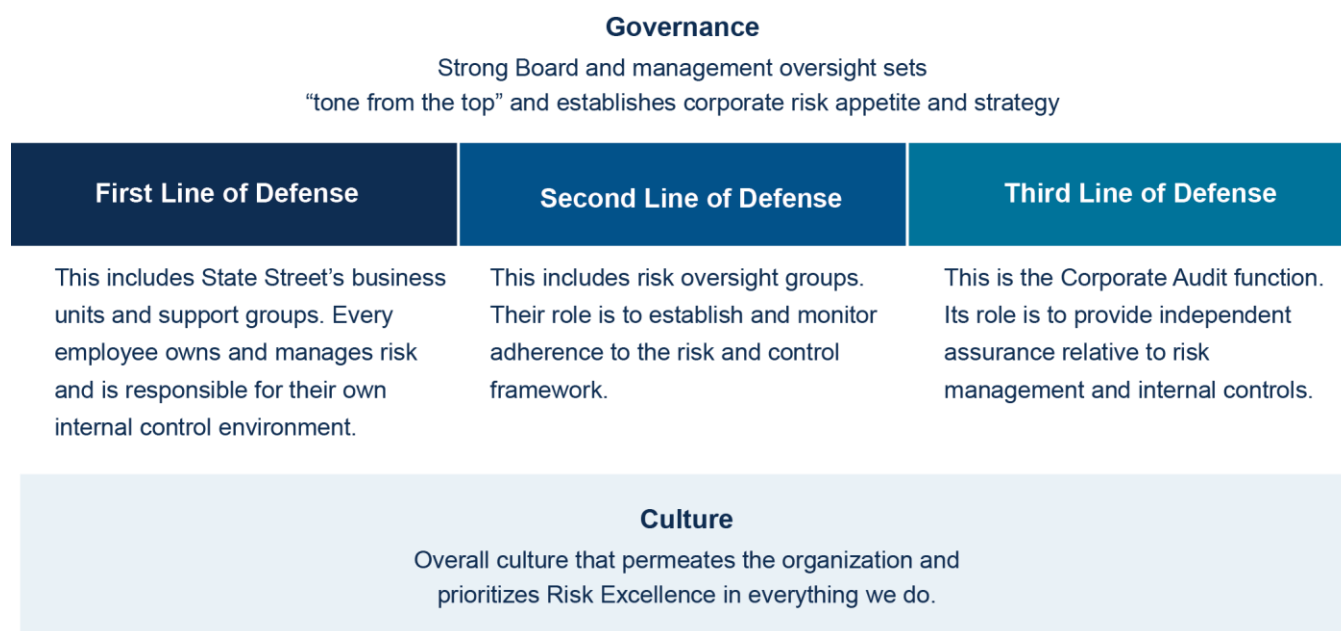 Governance
Strong Board and management oversight sets
“tone from the top” and establishes corporate risk appetite and strategy
First Line of Defense
This includes State Street’s business
units and support groups. Every
employee owns and manages risk
and is responsible for their own
internal control environment.
Second Line of Defense
This includes risk oversight groups.
Their role is to establish and monitor
adherence to the risk and control
framework.
Third Line of Defense
This is the Corporate Audit function.
Its role is to provide independent
assurance relative to risk
management and internal controls.
Culture
Overall culture that permeates the organization and
prioritizes Risk Excellence in everything we do.